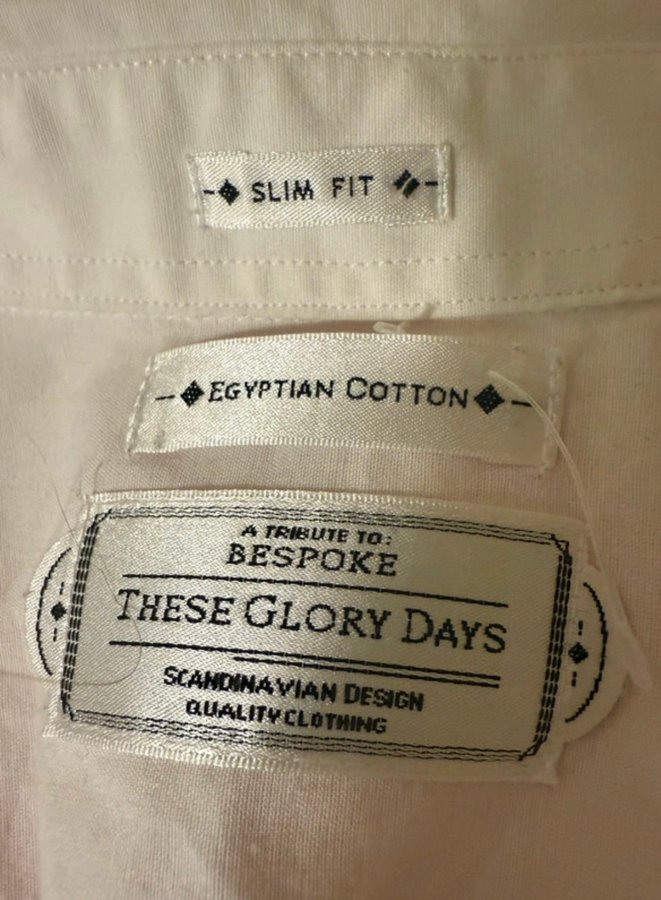 SLIM FIT
EGYPTIAN COTTON
A TRIBUTE TO:
BESPOKE
THESE GLORY DAYS
SCANDINAVIAN DESIGN
QUALITY CLOTHING